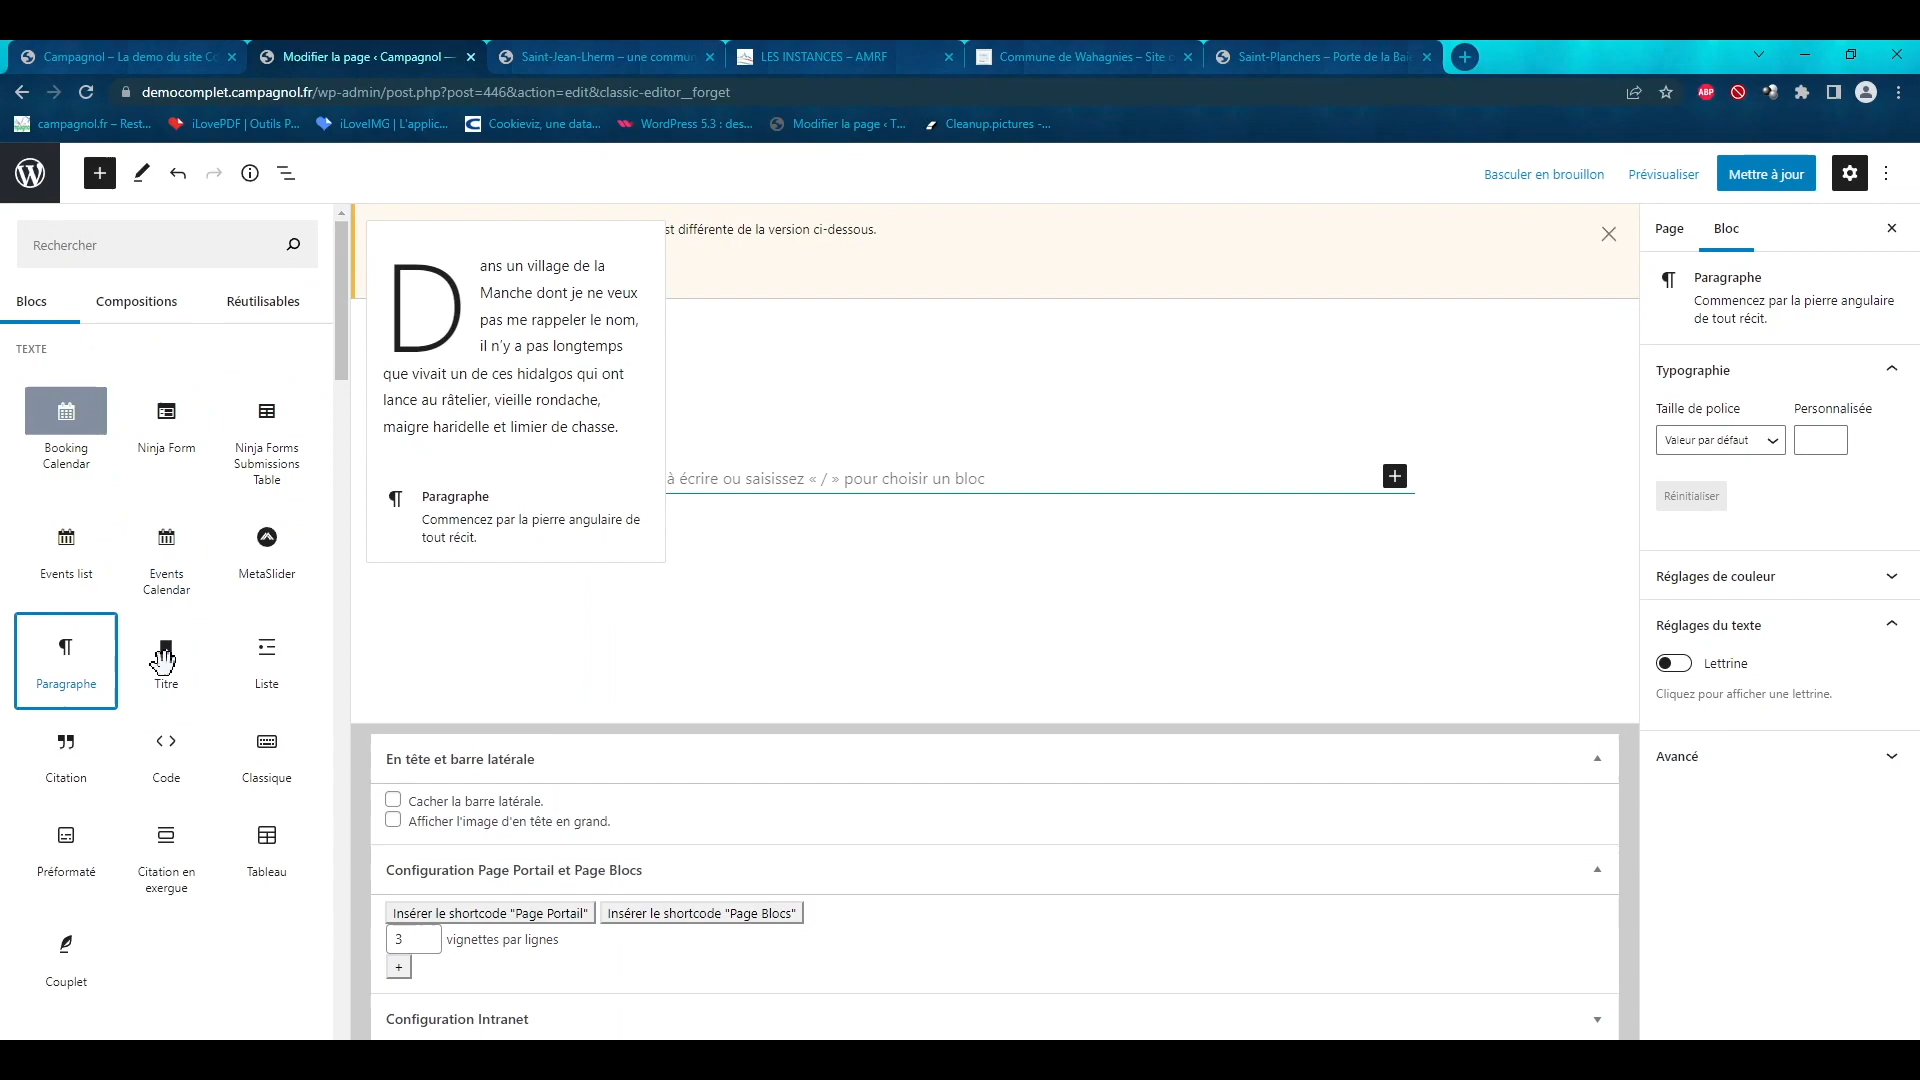 Campagnol – La demo du site Co
Modifier la page ‹ Campagnol —
Saint-Jean-Lherm – une commun
LES INSTANCES – AMRF
Commune de Wahagnies – Site o
Saint-Planchers – Porte de la Baie
democomplet.campagnol.fr/wp-admin/post.php?post=446&action=edit&classic-editor__forget
ABP
campagnol.fr – Rest...
iLovePDF | Outils P...
iLoveIMG | L'applic...
Cookieviz, une data...
WordPress 5.3 : des...
Modifier la page ‹ T...
Cleanup.pictures -...
Basculer en brouillon
Prévisualiser
Mettre à jour
Rechercher
Blocs
Compositions
Réutilisables
TEXTE
Booking Calendar
Ninja Form
Ninja Forms Submissions Table
Events list
Events Calendar
MetaSlider
Paragraphe
Titre
Liste
Citation
Code
Classique
Préformaté
Citation en exergue
Tableau
Couplet
st différente de la version ci-dessous.
Dans un village de la
Manche dont je ne veux
pas me rappeler le nom,
il n'y a pas longtemps
que vivait un de ces hidalgos qui ont
lance au râtelier, vieille rondache,
maigre haridelle et limier de chasse.
Paragraphe
Commencez par la pierre angulaire de
tout récit.
à écrire ou saisissez « / » pour choisir un bloc
En tête et barre latérale
Cacher la barre latérale.
Afficher l'image d'en tête en grand.
Configuration Page Portail et Page Blocs
Insérer le shortcode "Page Portail"
Insérer le shortcode "Page Blocs"
3 vignettes par lignes
+
Configuration Intranet
Page
Bloc
Paragraphe
Commencez par la pierre angulaire
de tout récit.
Typographie
Taille de police
Personnalisée
Valeur par défaut
Réinitialiser
Réglages de couleur
Réglages du texte
Lettrine
Cliquez pour afficher une lettrine.
Avancé